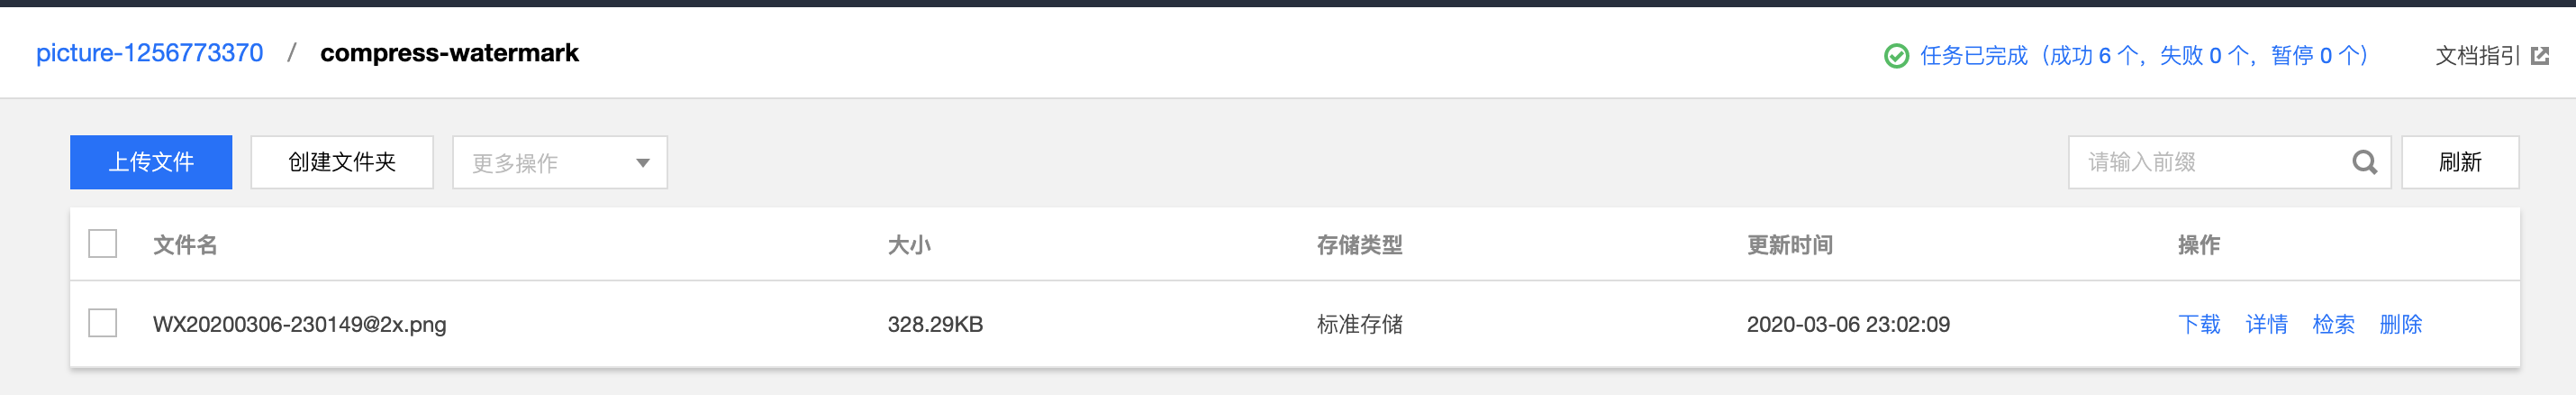 picture-1256773370 / compress-watermark 任务已完成（成功 6 个，失败 0 个，暂停 0 个） 文档指引
上传文件 创建文件夹 更多操作 请输入前缀 刷新
文件名 大小 存储类型 更新时间 操作
WX20200306-230149@2x.png 328.29KB 标准存储 2020-03-06 23:02:09 下载 详情 检索 删除